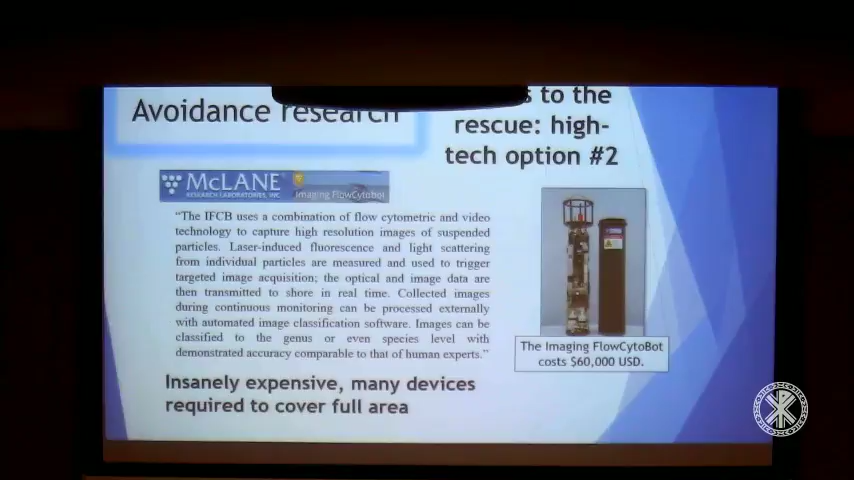 Avoidance research
to the
rescue: high-
tech option #2
McLANE
RESEARCH LABORATORIES, INC.
Imaging FlowCytobot
"The IFCB uses a combination of flow cytometric and video
technology to capture high resolution images of suspended
particles. Laser-induced fluorescence and light scattering
from individual particles are measured and used to trigger
targeted image acquisition; the optical and image data are
then transmitted to shore in real time. Collected images
during continuous monitoring can be processed externally
with automated image classification software. Images can be
classified to the genus or even species level with
demonstrated accuracy comparable to that of human experts."
The Imaging FlowCytoBot
costs $60,000 USD.
Insanely expensive, many devices
required to cover full area